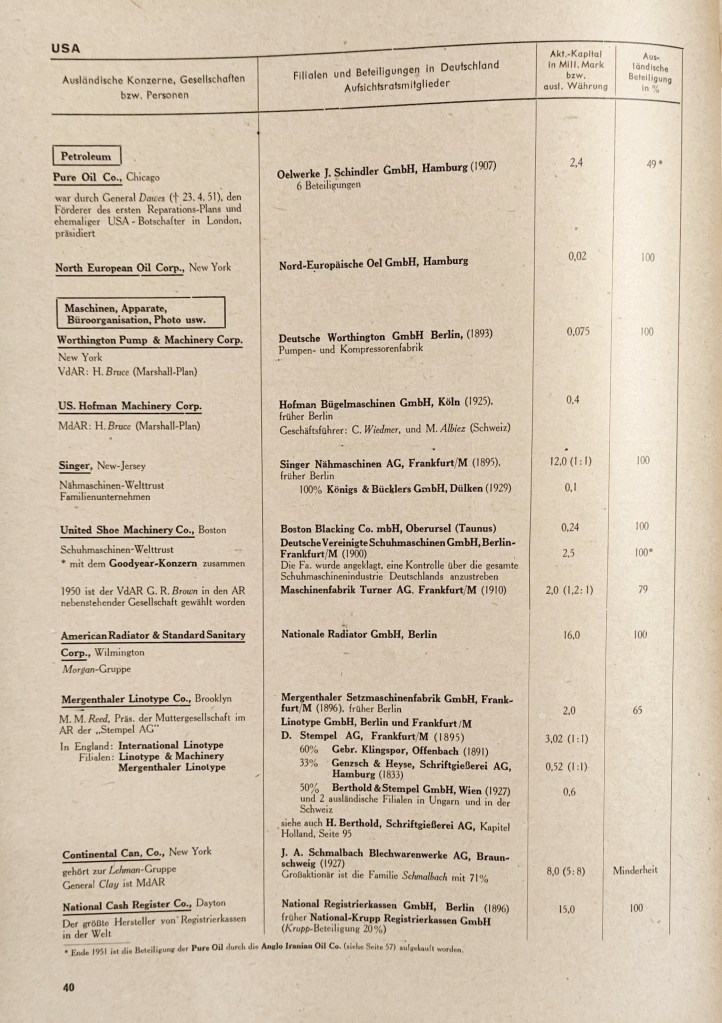 USA
Ausländische Konzerne, Gesellschaften
bzw. Personen
Filialen und Beteiligungen in Deutschland
Aufsichtsratsmitglieder
Akt.-Kapital
in Mill. Mark
bzw.
ausl. Währung
Aus-
ländische
Beteiligung
in %
Petroleum
Pure Oil Co., Chicago
war durch General Dawes († 23. 4. 51), den
Förderer des ersten Reparations-Plans und
ehemaliger USA-Botschafter in London,
präsidiert
Oelwerke J. Schindler GmbH, Hamburg (1907)
6 Beteiligungen
2,4
49*
North European Oil Corp., New York
Nord-Europäische Oel GmbH, Hamburg
0,02
100
Maschinen, Apparate,
Büroorganisation, Photo usw.
Worthington Pump & Machinery Corp.
New York
VdAR: H. Bruce (Marshall-Plan)
Deutsche Worthington GmbH Berlin, (1893)
Pumpen- und Kompressorenfabrik
0,075
100
US. Hofman Machinery Corp.
MdAR: H. Bruce (Marshall-Plan)
Hofman Bügelmaschinen GmbH, Köln (1925),
früher Berlin
Geschäftsführer: C. Wiedmer, und M. Albiez (Schweiz)
0,4
Singer, New-Jersey
Nähmaschinen-Welttrust
Familienunternehmen
Singer Nähmaschinen AG, Frankfurt/M (1895),
früher Berlin
100% Königs & Bücklers GmbH, Dülken (1929)
12,0 (1:1)
0,1
100
United Shoe Machinery Co., Boston
Schuhmaschinen-Welttrust
* mit dem Goodyear-Konzern zusammen
1950 ist der VdAR G. R. Brown in den AR
nebenstehender Gesellschaft gewählt worden
Boston Blacking Co. mbH, Oberursel (Taunus)
0,24
100
Deutsche Vereinigte Schuhmaschinen GmbH, Berlin-
Frankfurt/M (1900)
Die Fa. wurde angeklagt, eine Kontrolle über die gesamte
Schuhmaschinenindustrie Deutschlands anzustreben
2,5
100*
Maschinenfabrik Turner AG. Frankfurt/M (1910)
2,0 (1,2: 1)
79
American Radiator & Standard Sanitary
Corp., Wilmington
Morgan-Gruppe
Nationale Radiator GmbH, Berlin
16,0
100
Mergenthaler Linotype Co., Brooklyn
M. M. Reed, Präs. der Muttergesellschaft im
AR der „Stempel AG"
In England: International Linotype
Filialen: Linotype & Machinery
Mergenthaler Linotype
Mergenthaler Setzmaschinenfabrik GmbH, Frank-
furt/M (1896), früher Berlin
2,0
65
Linotype GmbH, Berlin und Frankfurt/M
D. Stempel AG, Frankfurt/M (1895)
3,02 (1:1)
60% Gebr. Klingspor, Offenbach (1891)
33% Genzsch & Heyse, Schriftgießerei AG,
Hamburg (1833)
0,52 (1:1)
50% Berthold & Stempel GmbH, Wien (1927)
und 2 ausländische Filialen in Ungarn und in der
Schweiz
0,6
siehe auch H. Berthold, Schriftgießerei AG, Kapitel
Holland, Seite 95
Continental Can, Co., New York
gehört zur Lehman-Gruppe
General Clay ist MdAR
J. A. Schmalbach Blechwarenwerke AG, Braun-
schweig (1927)
Großaktionär ist die Familie Schmalbach mit 71%
8,0 (5:8)
Minderheit
National Cash Register Co., Dayton
Der größte Hersteller von Registrierkassen
in der Welt
National Registrierkassen GmbH, Berlin (1896)
früher National-Krupp Registrierkassen GmbH
(Krupp-Beteiligung 20%)
15,0
100
* Ende 1951 ist die Beteiligung der Pure Oil durch die Anglo Iranian Oil Co. (siehe Seite 57) aufgekauft worden.
40